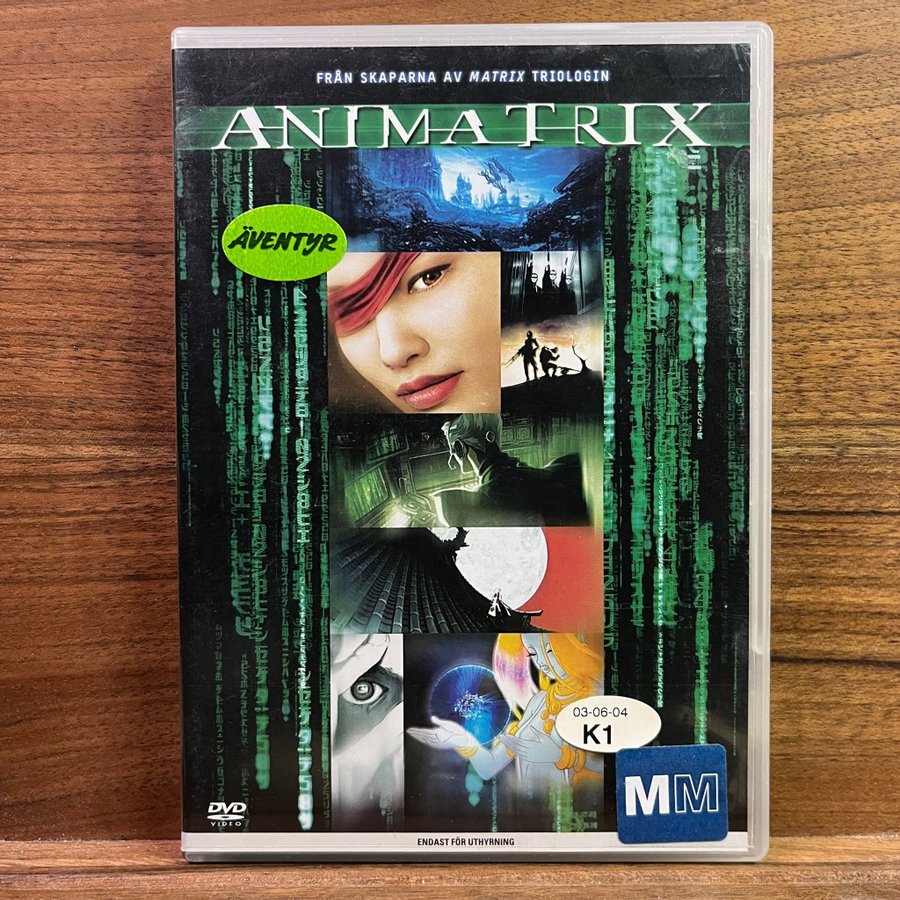 FRÅN SKAPARNA AV MATRIX TRIOLOGIN
ANIMATRIX
ÄVENTYR
03-06-04
K1
MM
DVD
VIDEO
ENDAST FÖR UTHYRNING